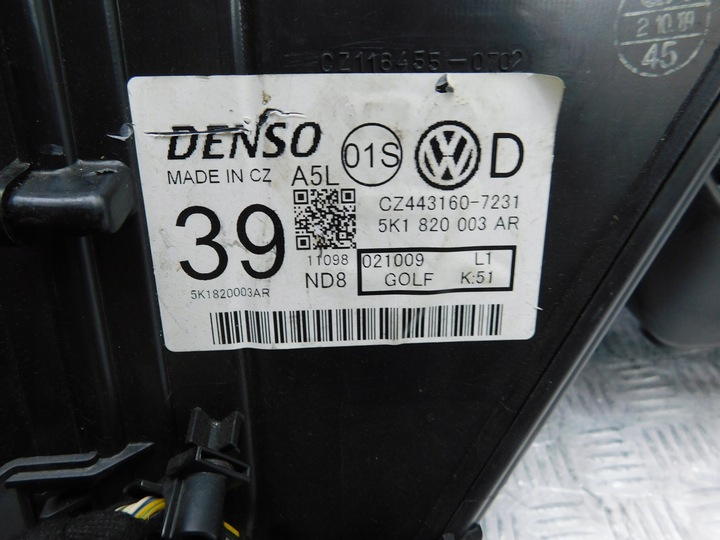 CZ116455-0702
2 10.09
45
DENSO 01S VW D
MADE IN CZ A5L
CZ443160-7231
39
5K1 820 003 AR
11098
021009 L1
5K1820003AR
ND8
GOLF K:51